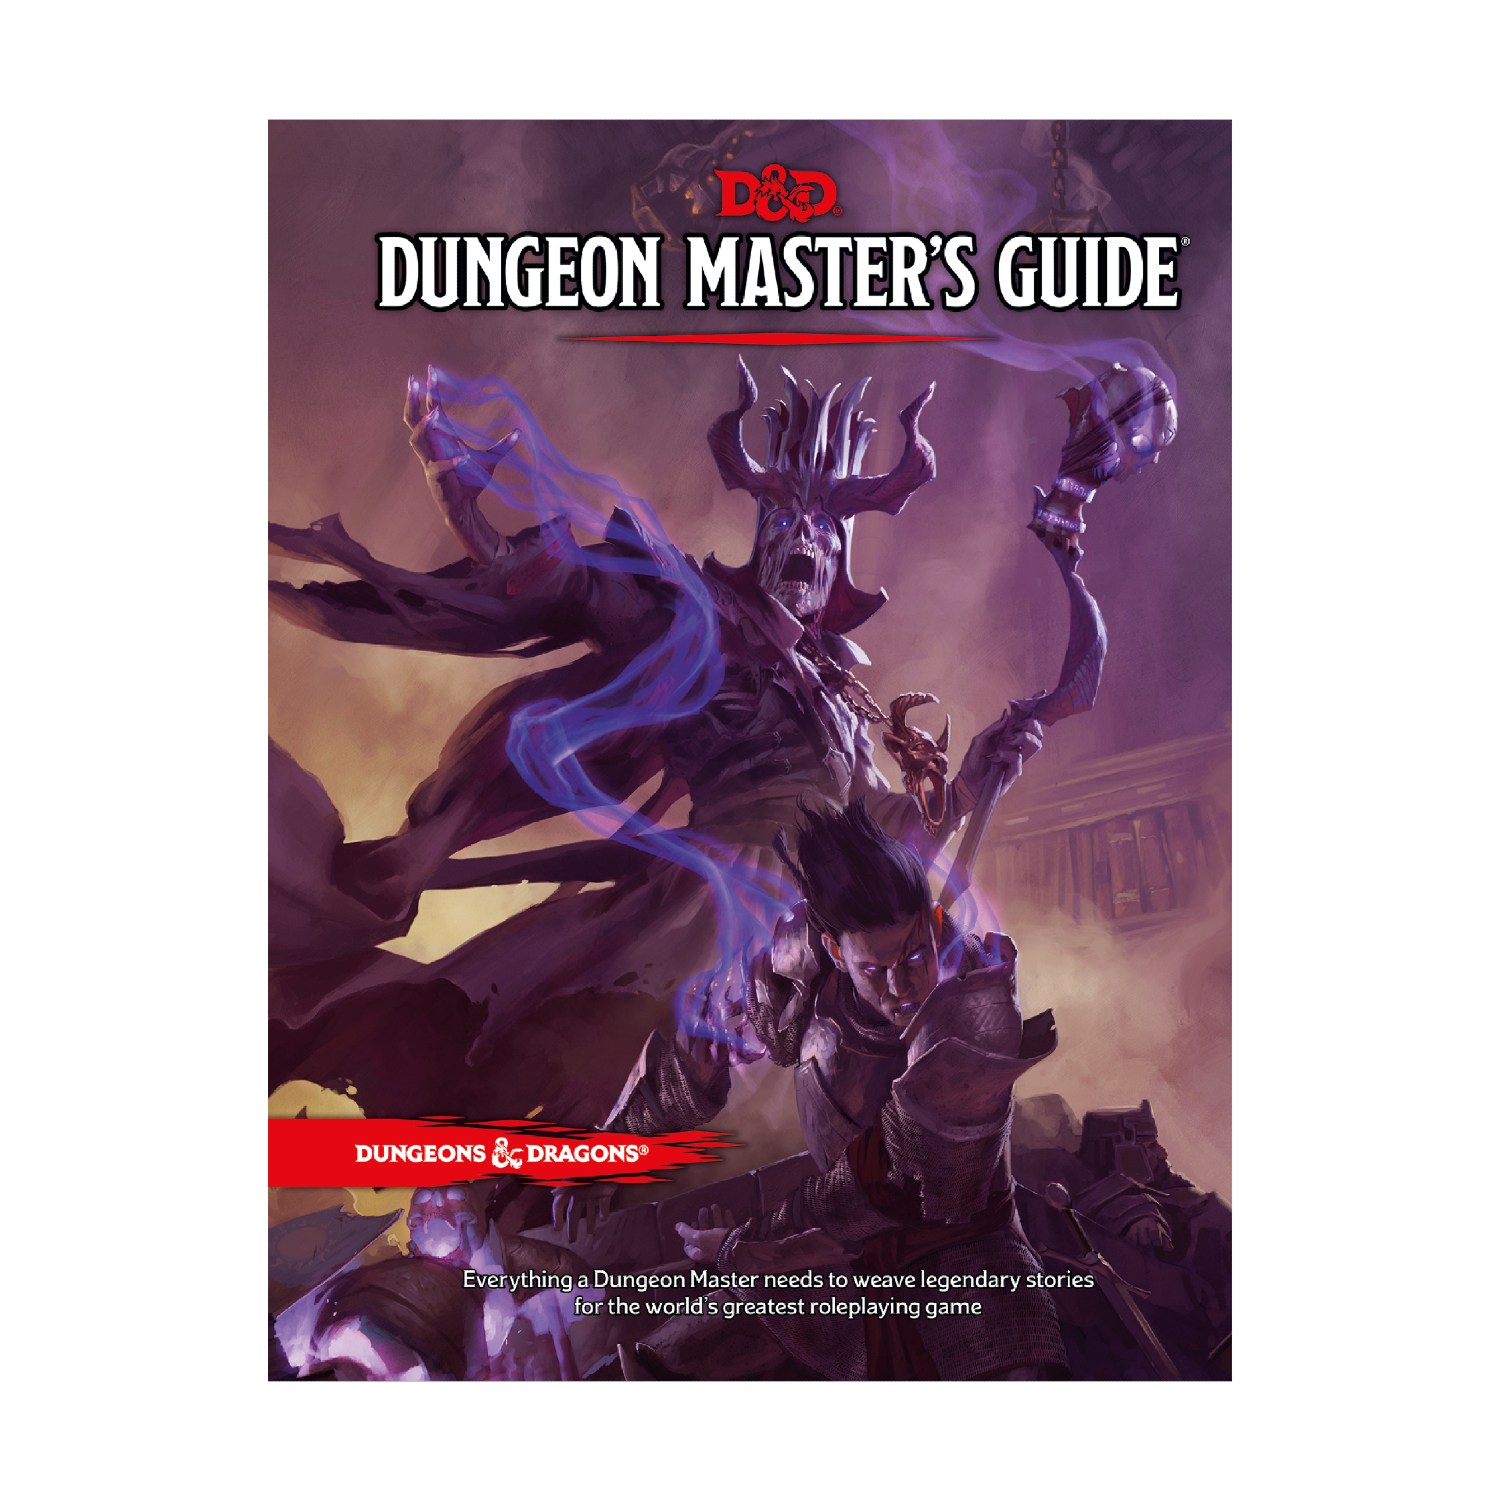 D&D®
DUNGEON MASTER'S GUIDE®
DUNGEONS & DRAGONS®
Everything a Dungeon Master needs to weave legendary stories
for the world's greatest roleplaying game